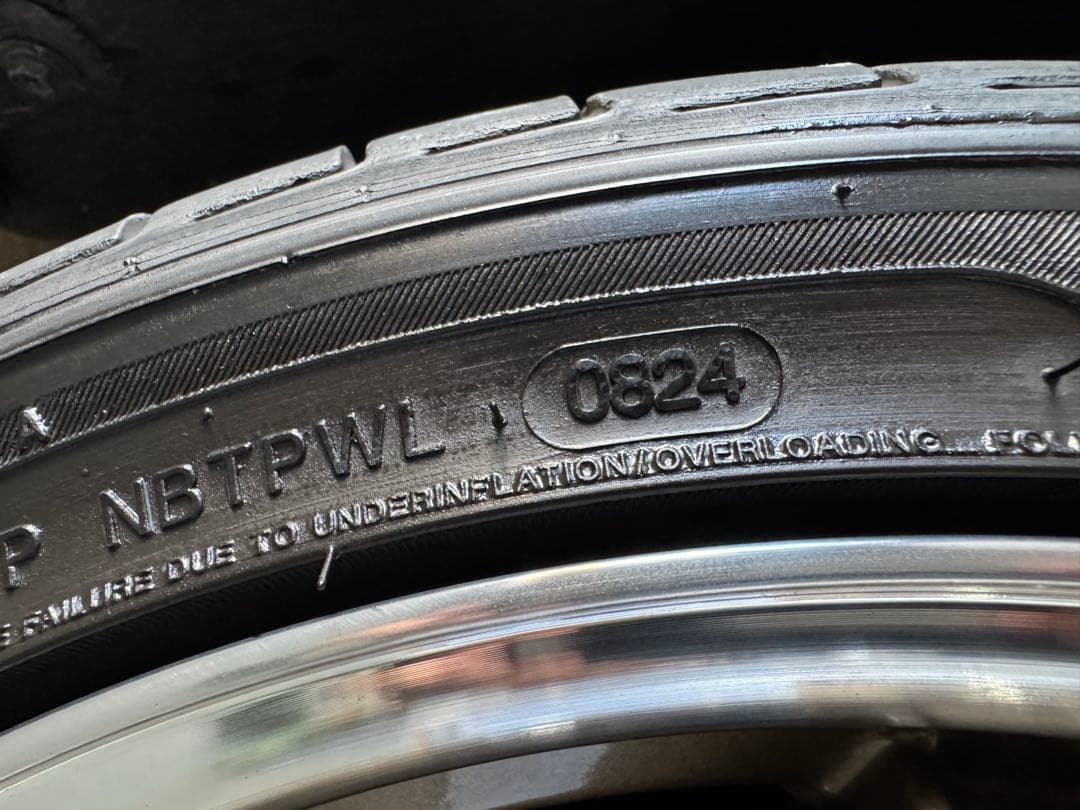 P NBTPWL 0824
FAILURE DUE TO UNDERINFLATION/OVERLOADING